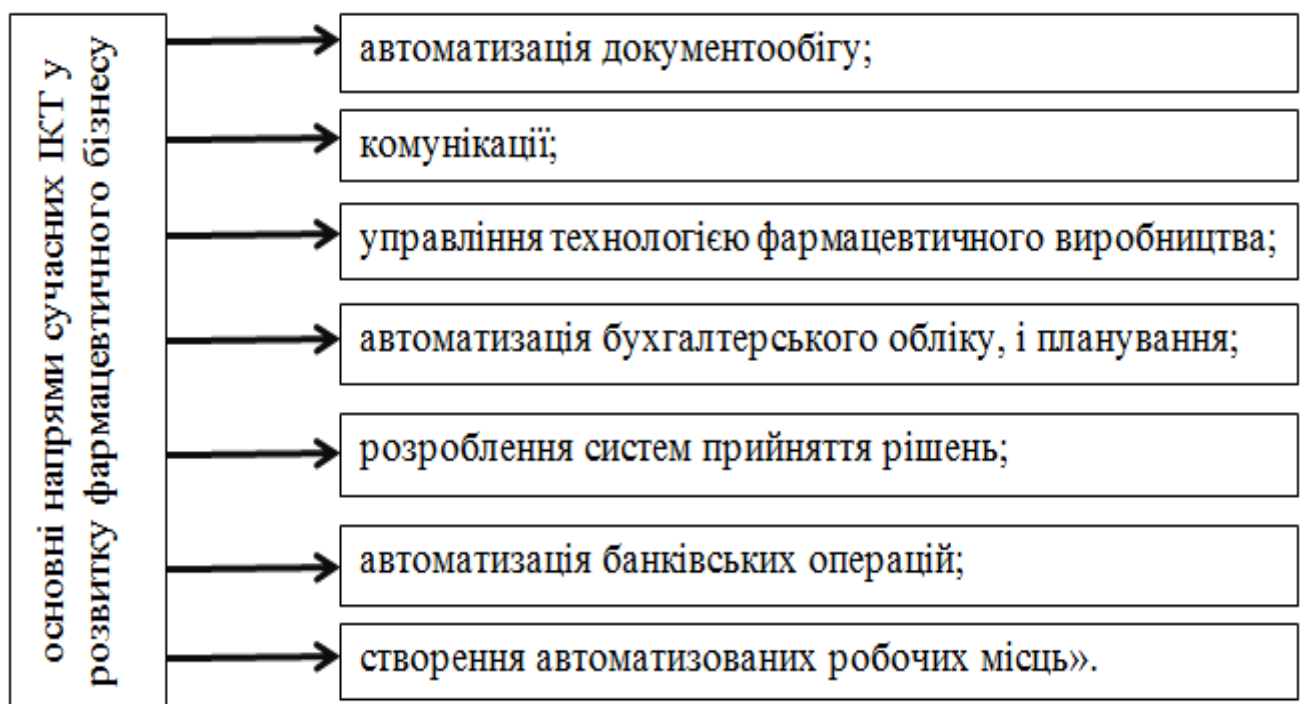 основні напрями сучасних ІКТ у
розвитку фармацевтичного бізнесу
автоматизація документообігу;
комунікації;
управління технологією фармацевтичного виробництва;
автоматизація бухгалтерського обліку, і планування;
розроблення систем прийняття рішень;
автоматизація банківських операцій;
створення автоматизованих робочих місць».